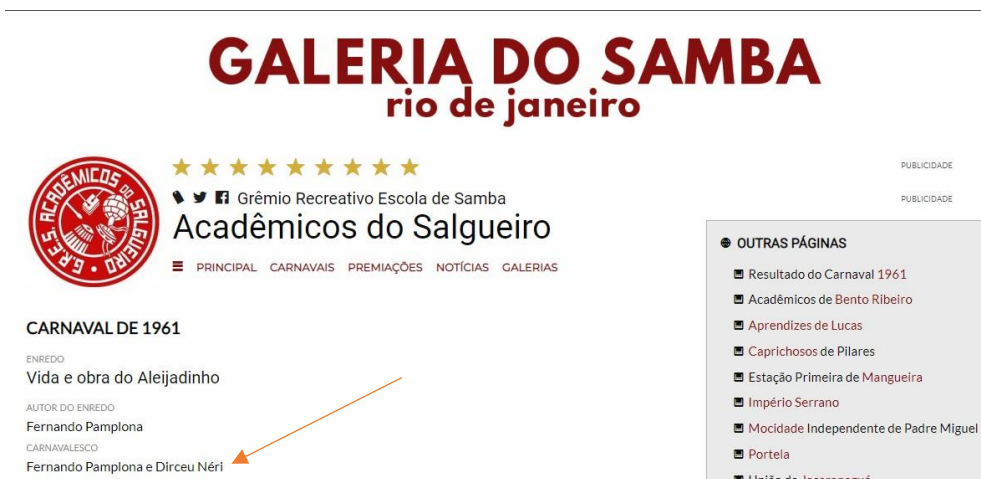 GALERIA DO SAMBA
rio de janeiro
G.R.E.S. ACADÊMICOS DO SALGUEIRO
Grêmio Recreativo Escola de Samba
Acadêmicos do Salgueiro
PRINCIPAL CARNAVAIS PREMIAÇÕES NOTÍCIAS GALERIAS
CARNAVAL DE 1961
ENREDO
Vida e obra do Aleijadinho
AUTOR DO ENREDO
Fernando Pamplona
CARNAVALESCO
Fernando Pamplona e Dirceu Néri
PUBLICIDADE
PUBLICIDADE
OUTRAS PÁGINAS
Resultado do Carnaval 1961
Acadêmicos de Bento Ribeiro
Aprendizes de Lucas
Caprichosos de Pilares
Estação Primeira de Mangueira
Império Serrano
Mocidade Independente de Padre Miguel
Portela